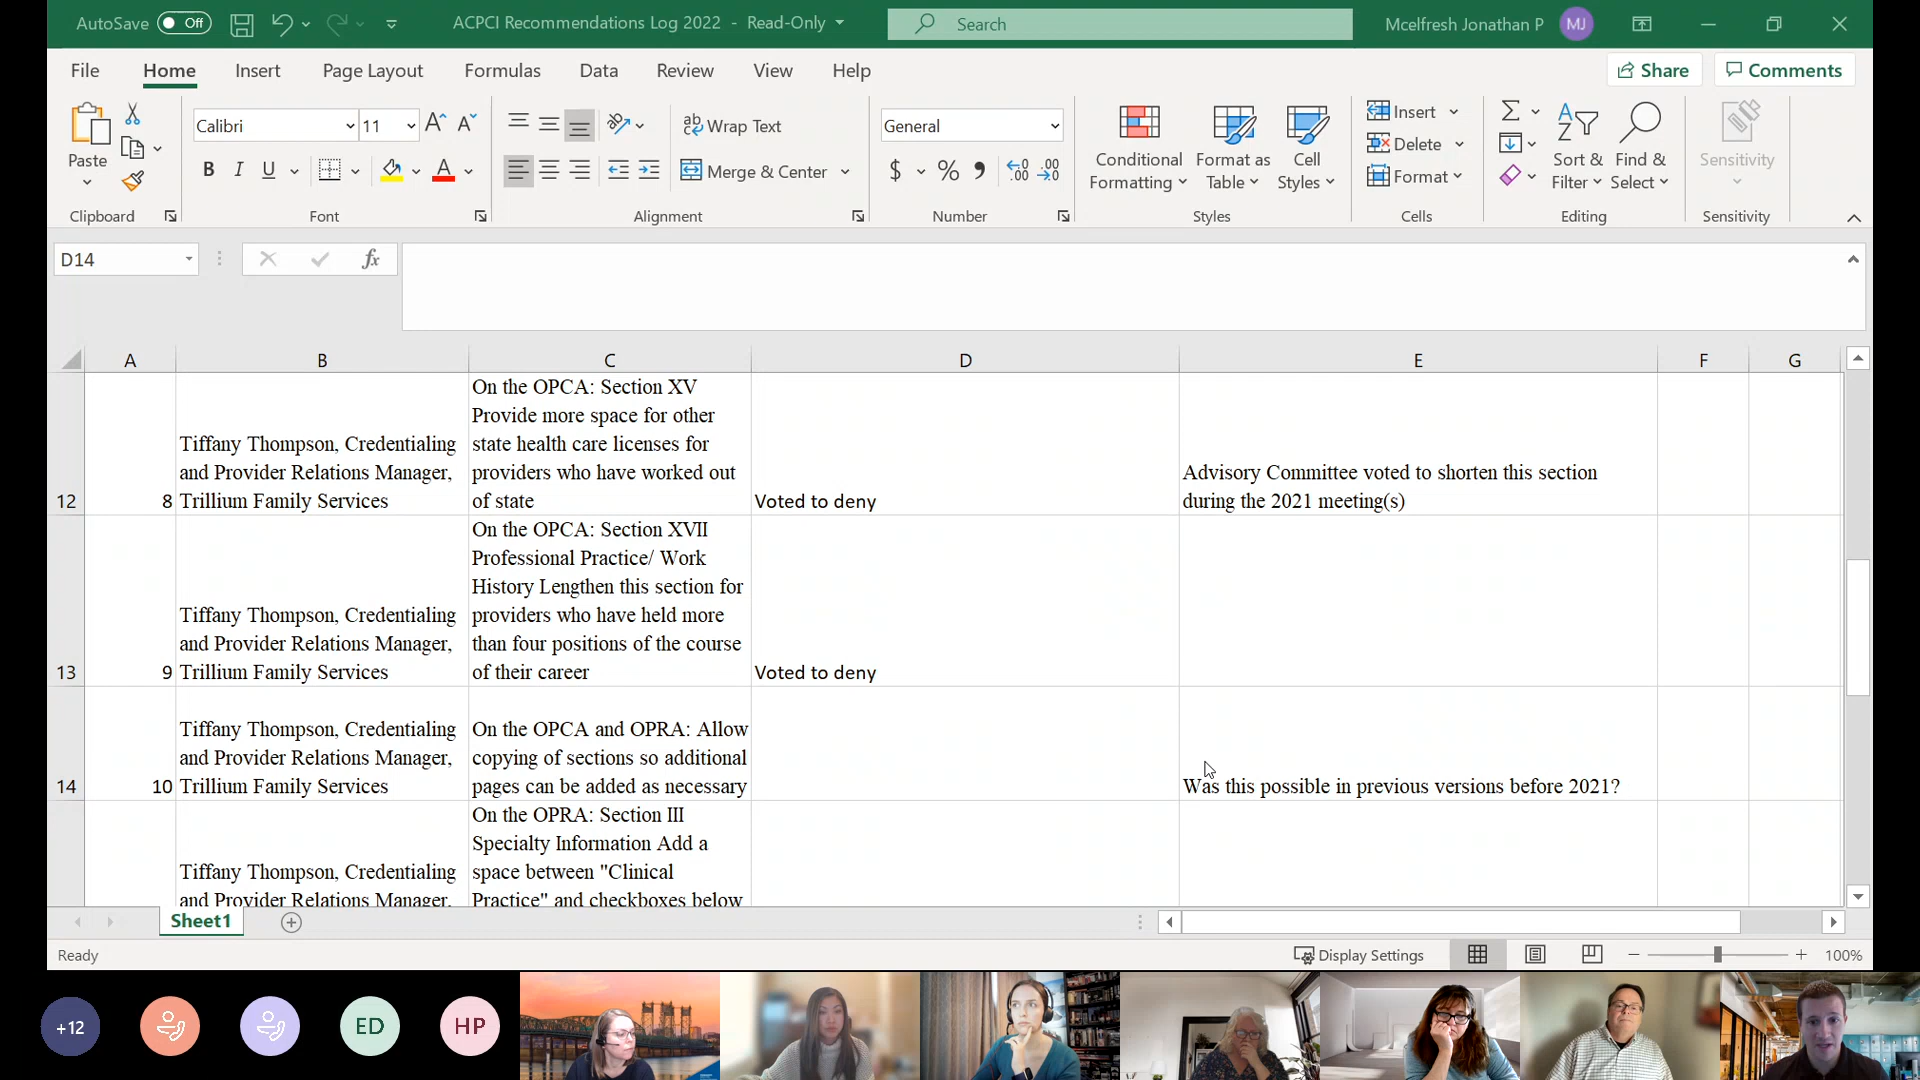 AutoSave Off ACPCI Recommendations Log 2022 - Read-Only Search Mcelfresh Jonathan P MJ
File Home Insert Page Layout Formulas Data Review View Help Share Comments
Paste
Clipboard
Calibri 11 A A
B I U A
Font
ab Wrap Text
Merge & Center
Alignment
General
$ % , .00 .00
Number
Conditional Formatting
Format as Table
Cell Styles
Styles
Insert
Delete
Format
Cells
Sort & Filter
Find & Select
Editing
Sensitivity
Sensitivity
D14 fx
A B C D E F G
12
8
Tiffany Thompson, Credentialing
and Provider Relations Manager,
Trillium Family Services
On the OPCA: Section XV
Provide more space for other
state health care licenses for
providers who have worked out
of state
Voted to deny
Advisory Committee voted to shorten this section
during the 2021 meeting(s)
13
9
Tiffany Thompson, Credentialing
and Provider Relations Manager,
Trillium Family Services
On the OPCA: Section XVII
Professional Practice/ Work
History Lengthen this section for
providers who have held more
than four positions of the course
of their career
Voted to deny
14
10
Tiffany Thompson, Credentialing
and Provider Relations Manager,
Trillium Family Services
On the OPCA and OPRA: Allow
copying of sections so additional
pages can be added as necessary
Was this possible in previous versions before 2021?
Tiffany Thompson, Credentialing
and Provider Relations Manager,
On the OPRA: Section III
Specialty Information Add a
space between "Clinical
Practice" and checkboxes below
Sheet1
Ready Display Settings 100%
+12 ED HP